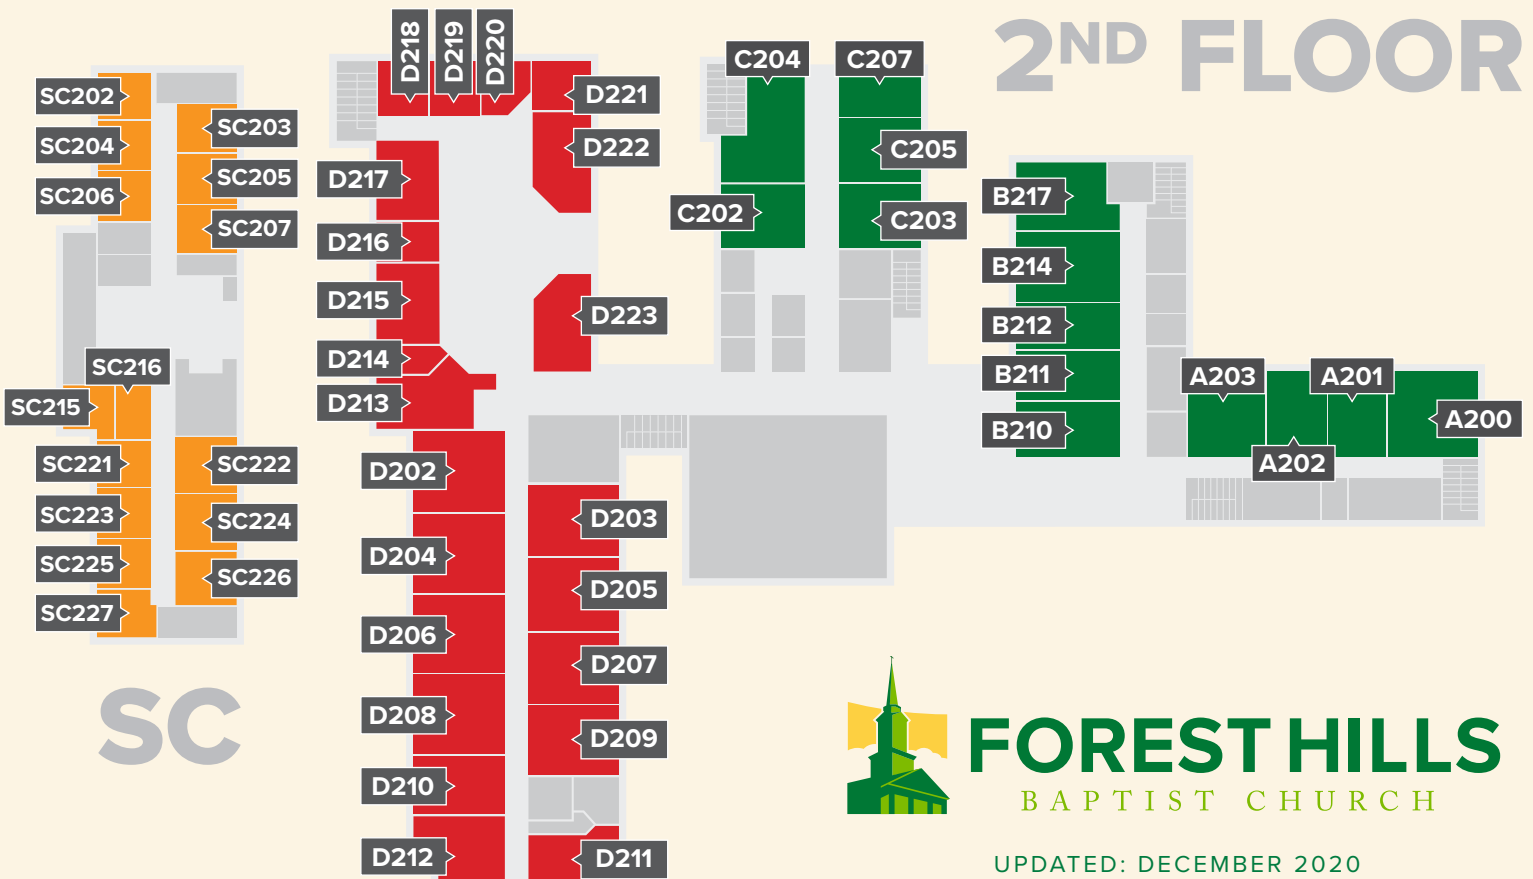 2ND FLOOR
SC202
SC203
SC204
SC205
SC206
SC207
SC216
SC215
SC221
SC222
SC223
SC224
SC225
SC226
SC227
SC
D218
D219
D220
D221
D222
D217
D216
D215
D223
D214
D213
D202
D203
D204
D205
D206
D207
D208
D209
D210
D211
D212
C204
C207
C205
C202
C203
B217
B214
B212
B211
B210
A203
A201
A200
A202
FOREST HILLS
BAPTIST CHURCH
UPDATED: DECEMBER 2020